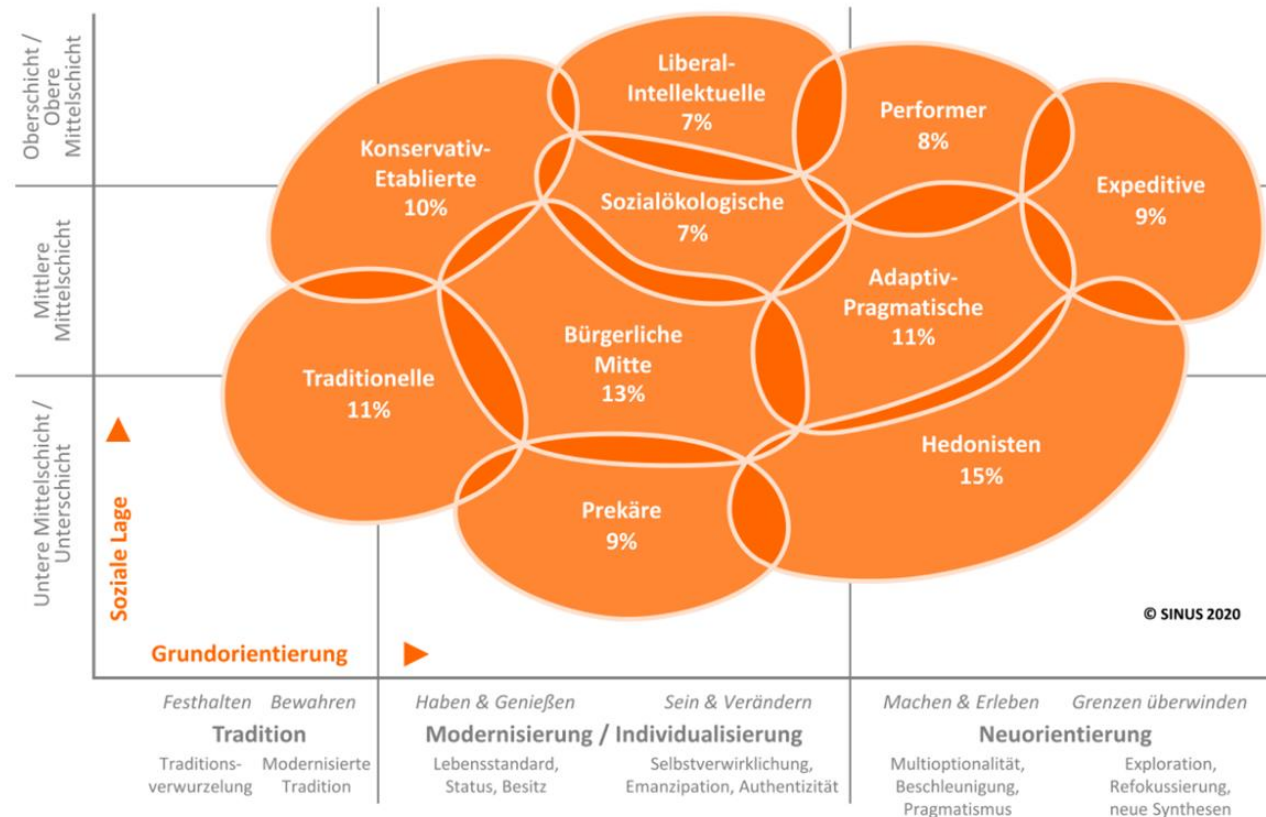 Oberschicht /
Obere
Mittelschicht
Mittlere
Mittelschicht
Untere Mittelschicht /
Unterschicht
Soziale Lage
Liberal-
Intellektuelle
7%
Performer
8%
Konservativ-
Etablierte
10%
Expeditive
9%
Sozialökologische
7%
Adaptiv-
Pragmatische
11%
Bürgerliche
Mitte
13%
Traditionelle
11%
Hedonisten
15%
Prekäre
9%
© SINUS 2020
Grundorientierung
Festhalten Bewahren
Tradition
Traditions-
verwurzelung
Modernisierte
Tradition
Haben & Genießen Sein & Verändern
Modernisierung / Individualisierung
Lebensstandard,
Status, Besitz
Selbstverwirklichung,
Emanzipation, Authentizität
Machen & Erleben Grenzen überwinden
Neuorientierung
Multioptionalität,
Beschleunigung,
Pragmatismus
Exploration,
Refokussierung,
neue Synthesen